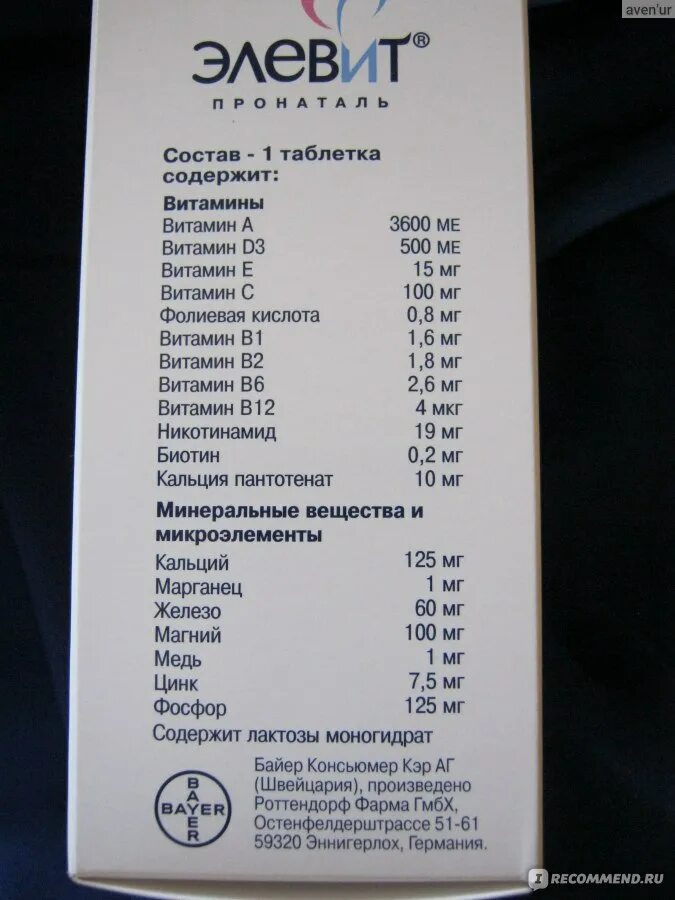 aven'ur
элевит®
ПРОНАТАЛЬ
Состав - 1 таблетка
содержит:
Витамины
Витамин А 3600 МЕ
Витамин D3 500 МЕ
Витамин Е 15 мг
Витамин С 100 мг
Фолиевая кислота 0,8 мг
Витамин В1 1,6 мг
Витамин В2 1,8 мг
Витамин В6 2,6 мг
Витамин В12 4 мкг
Никотинамид 19 мг
Биотин 0,2 мг
Кальция пантотенат 10 мг
Минеральные вещества и
микроэлементы
Кальций 125 мг
Марганец 1 мг
Железо 60 мг
Магний 100 мг
Медь 1 мг
Цинк 7,5 мг
Фосфор 125 мг
Содержит лактозы моногидрат
BAYER
BAYER
Байер Консьюмер Кэр АГ
(Швейцария), произведено
Роттендорф Фарма ГмбХ,
Остенфелдерштрассе 51-61
59320 Эннигерлох, Германия.
IRECOMMEND.RU